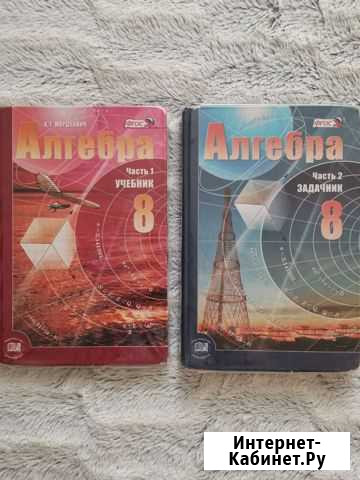 А.Г. МОРДКОВИЧ
ФГОС
Алгебра
Часть 1
УЧЕБНИК
8
ФГОС
Алгебра
Часть 2
ЗАДАЧНИК
8
Интернет-
Кабинет.Ру